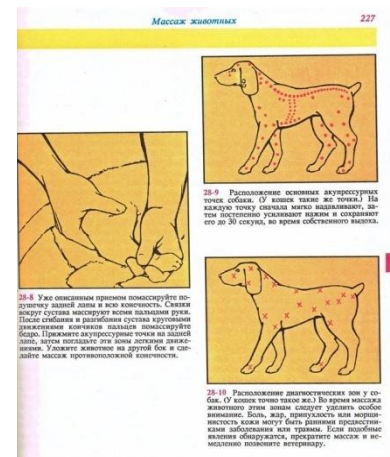 Массаж животных
227
28-9 Расположение основных акупрессурных
точек собаки. (У кошек такие же точки.) На
каждую точку сначала мягко надавливают, за-
тем постепенно усиливают нажим и сохраняют
его до 30 секунд, во время собственного выдоха.
28-8 Уже описанным приемом помассируйте по-
душечку задней лапы и всю конечность. Связки
вокруг сустава массируют всеми пальцами руки.
После сгибания и разгибания сустава круговыми
движениями кончиков пальцев помассируйте
бедро. Прижмите акупрессурные точки на задней
лапе, затем погладьте эти зоны легкими движе-
ниями. Уложите животное на другой бок и сде-
лайте массаж противоположной конечности.
28-10 Расположение диагностических зон у со-
бак. (У кошек точно такое же.) Во время массажа
животного этим зонам следует уделить особое
внимание. Боль, жар, припухлость или морщи-
нистость кожи могут быть ранними предвестни-
ками заболевания или травмы. Если подобные
явления обнаружатся, прекратите массаж и не-
медленно позвоните ветеринару.